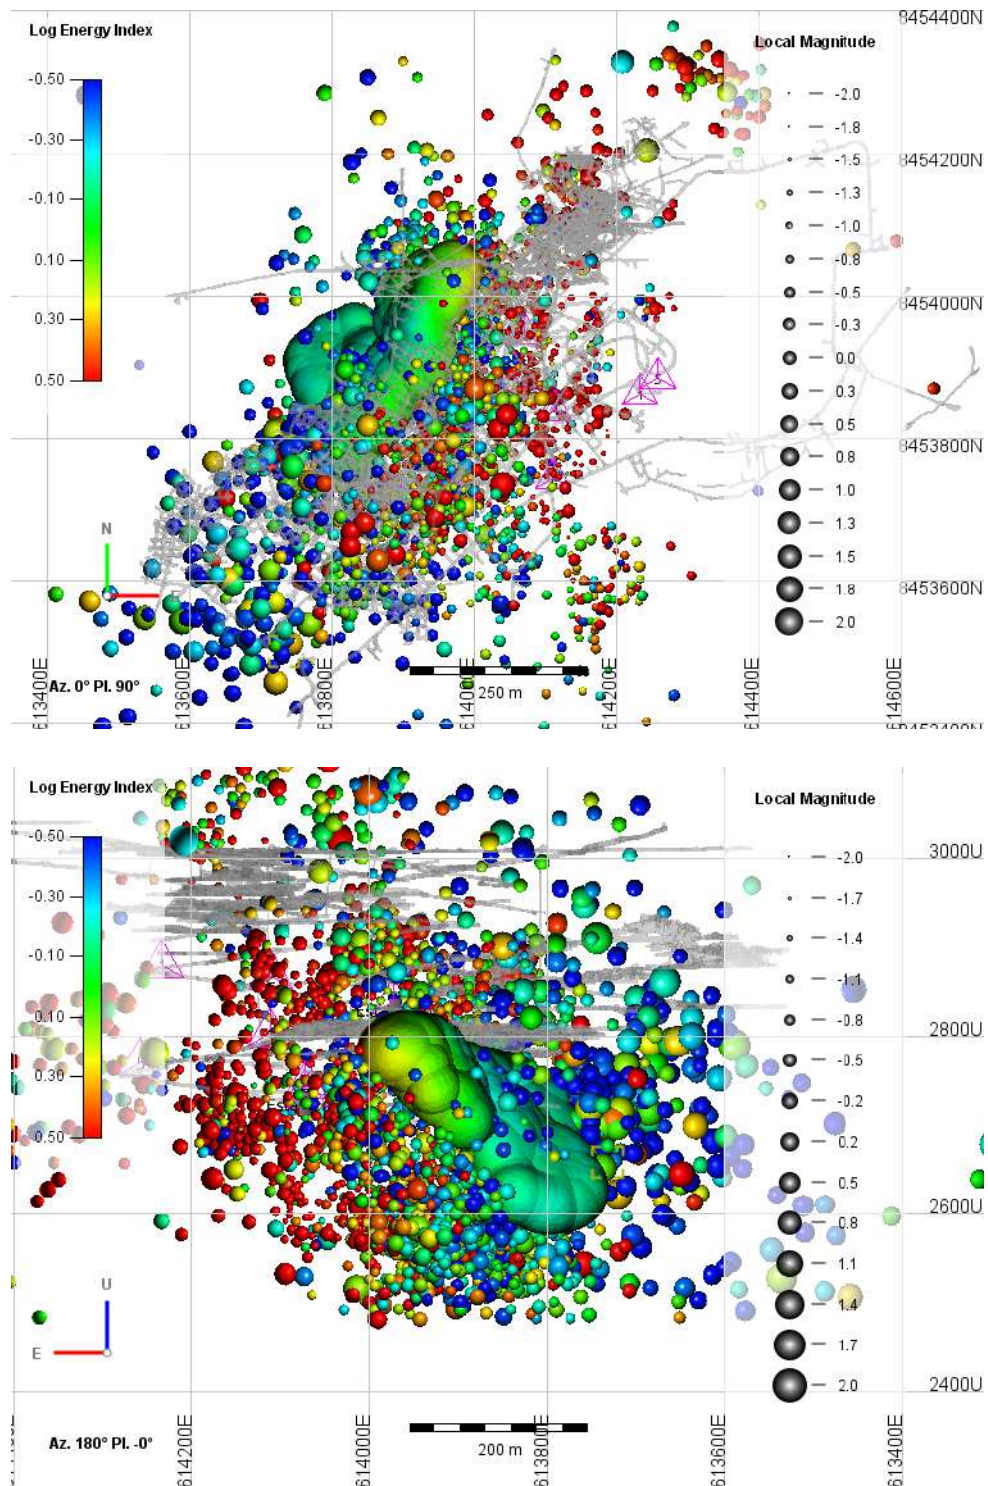 Log Energy Index
-0.50
-0.30
-0.10
0.10
0.30
0.50
Local Magnitude
-2.0
-1.8
-1.5
-1.3
-1.0
-0.8
-0.5
-0.3
0.0
0.3
0.5
0.8
1.0
1.3
1.5
1.8
2.0
8454400N
8454200N
8454000N
8453800N
8453600N
8453400N
N
Az. 0° Pl. 90°
250 m
613400E
613600E
613800E
614000E
614200E
614400E
614600E
Log Energy Index
-0.50
-0.30
-0.10
0.10
0.30
0.50
Local Magnitude
-2.0
-1.7
-1.4
-1.1
-0.8
-0.5
-0.2
0.2
0.5
0.8
1.1
1.4
1.7
2.0
3000U
2800U
2600U
2400U
U
E
Az. 180° Pl. -0°
200 m
614200E
614000E
613800E
613600E
613400E